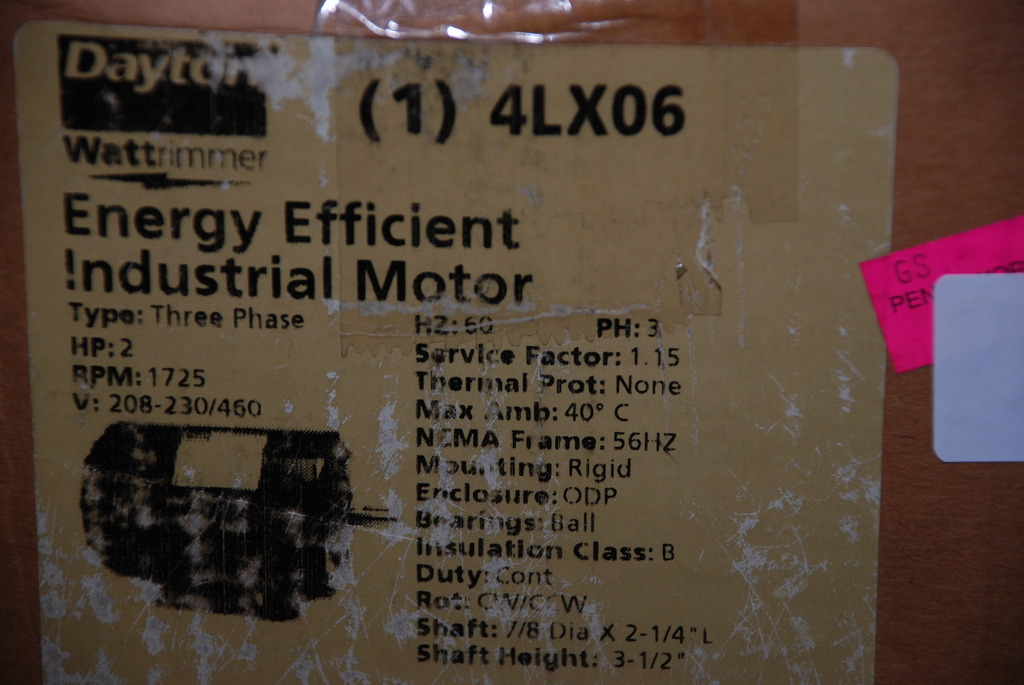 Dayton
(1) 4LX06
Wattrimmer
Energy Efficient
Industrial Motor
Type: Three Phase
HP: 2
RPM: 1725
V: 208-230/460
HZ: 60 PH: 3
Service Factor: 1.15
Thermal Prot: None
Max Amb: 40° C
NEMA Frame: 56HZ
Mounting: Rigid
Enclosure: ODP
Bearings: Ball
Insulation Class: B
Duty: Cont
Rot: CW/CCW
Shaft: 7/8 Dia X 2-1/4" L
Shaft Height: 3-1/2"
GS